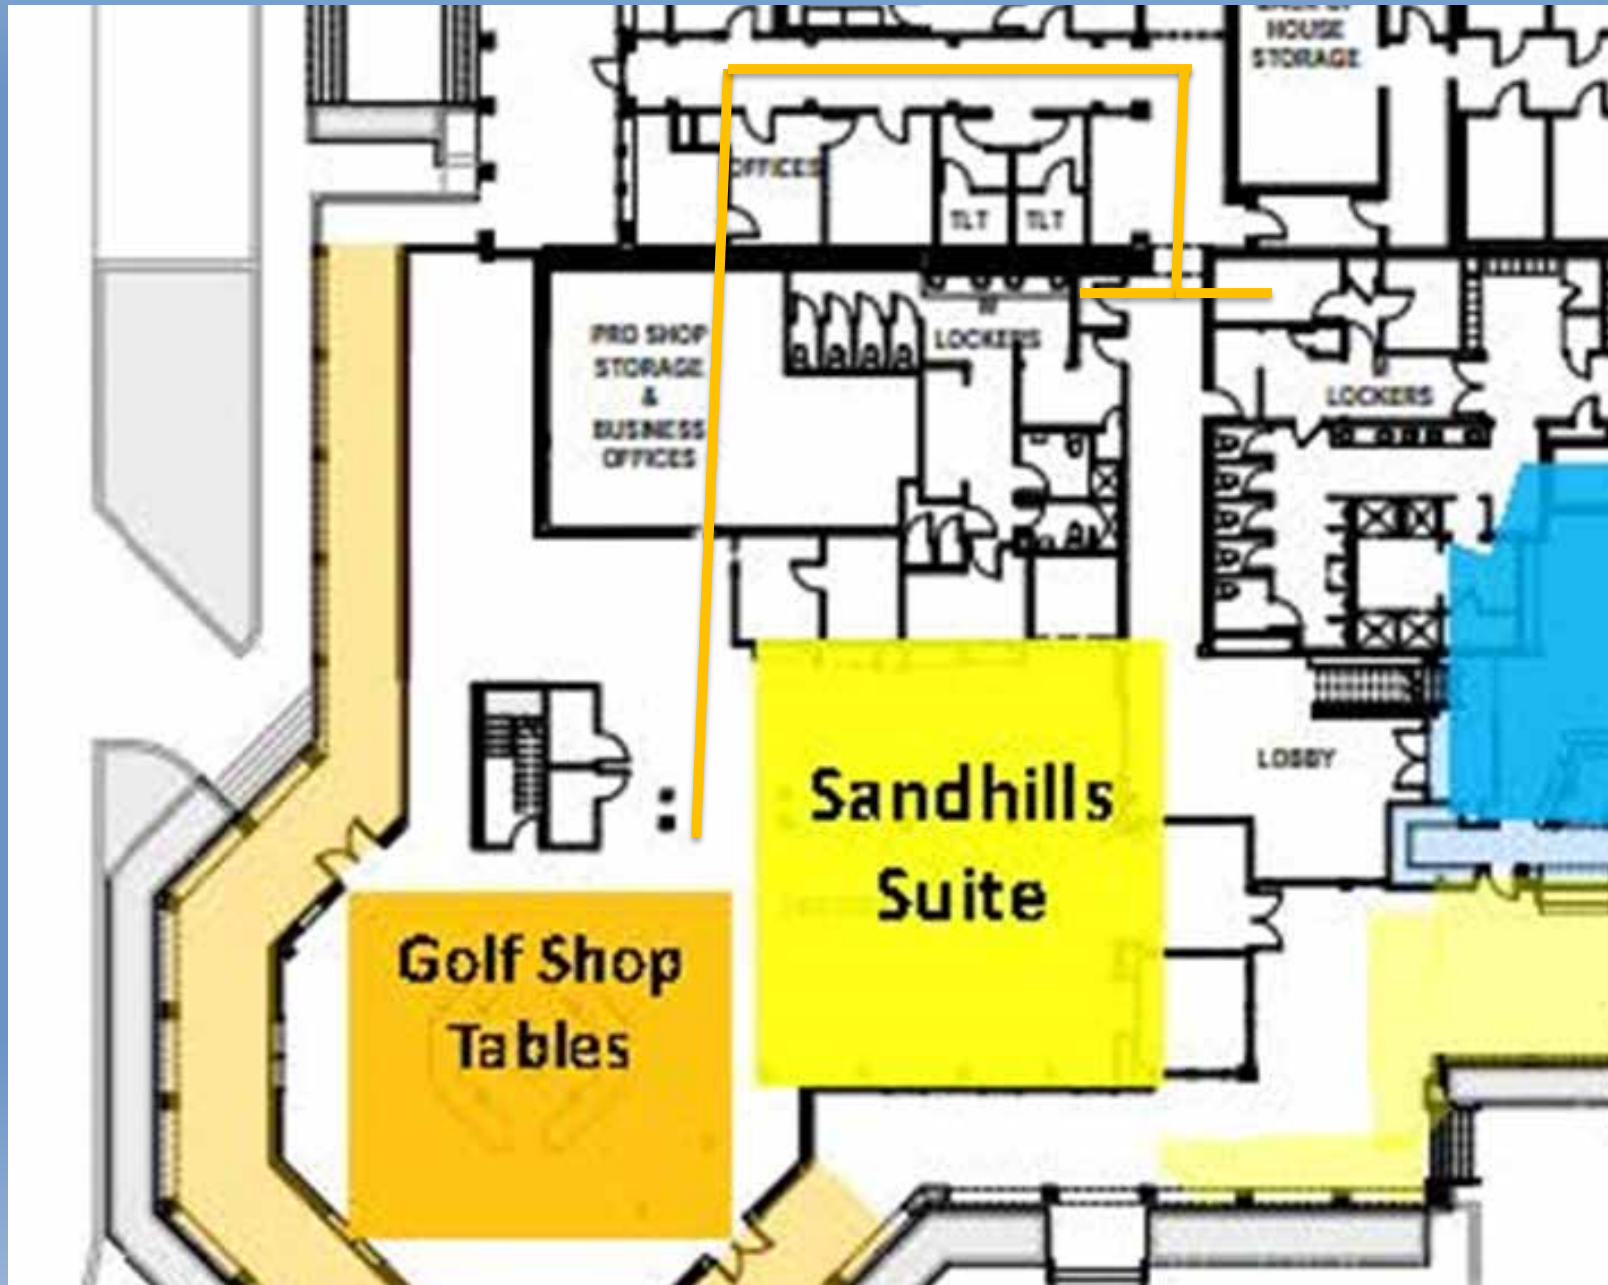 HOUSE
STORAGE
OFFICES
TLT
TLT
PRO SHOP
STORAGE
&
BUSINESS
OFFICES
W
LOCKERS
LOCKERS
LOBBY
Sandhills
Suite
Golf Shop
Tables